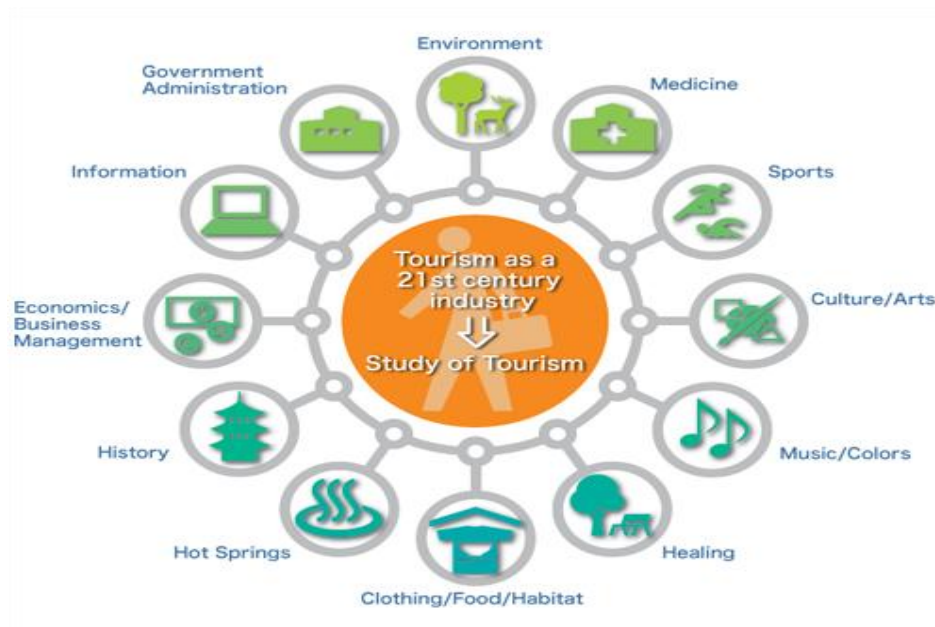 Environment
Government
Administration
Medicine
Information
Sports
Tourism as a
21st century
industry
Study of Tourism
Economics/
Business
Management
Culture/Arts
History
Music/Colors
Hot Springs
Healing
Clothing/Food/Habitat